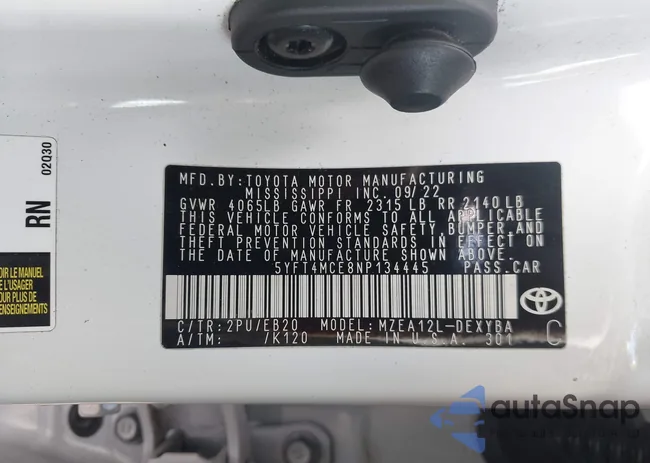 MFD. BY: TOYOTA MOTOR MANUFACTURING
MISSISSIPPI INC. 09/22
GVWR 4065LB GAWR FR 2315 LB RR 2140 LB
THIS VEHICLE CONFORMS TO ALL APPLICABLE
FEDERAL MOTOR VEHICLE SAFETY, BUMPER, AND
THEFT PREVENTION STANDARDS IN EFFECT ON
THE DATE OF MANUFACTURE SHOWN ABOVE.
5YFT4MCE8NP134445 PASS. CAR
C/TR: 2PU/EB20 MODEL: MZEA12L-DEXYBA
A/TM: /K120 MADE IN U.S.A. 301 C
RN 02Q30
OIR LE MANUEL
E L'USAGER
POUR PLUS
autoSnap